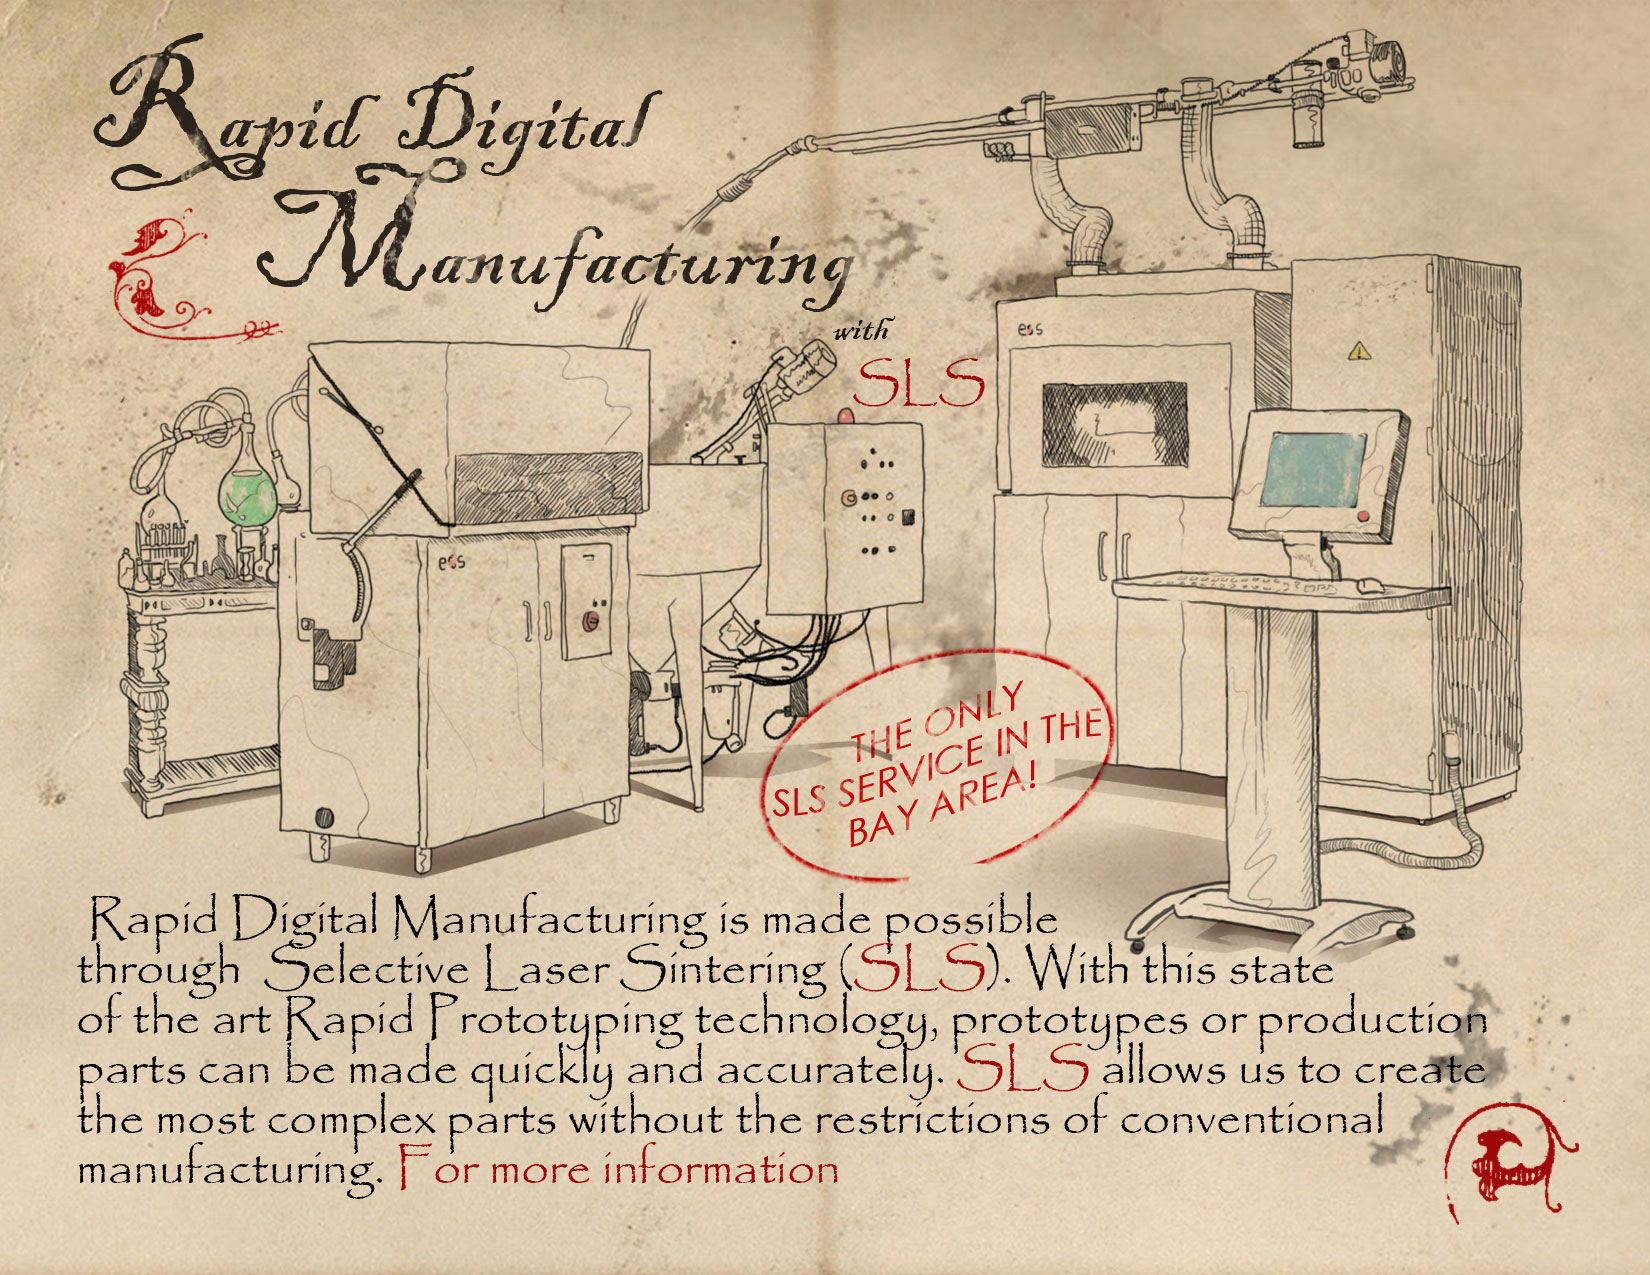 Rapid Digital
Manufacturing
with
SLS
eos
eos
THE ONLY
SLS SERVICE IN THE
BAY AREA!
Rapid Digital Manufacturing is made possible
through Selective Laser Sintering (SLS). With this state
of the art Rapid Prototyping technology, prototypes or production
parts can be made quickly and accurately. SLS allows us to create
the most complex parts without the restrictions of conventional
manufacturing. For more information